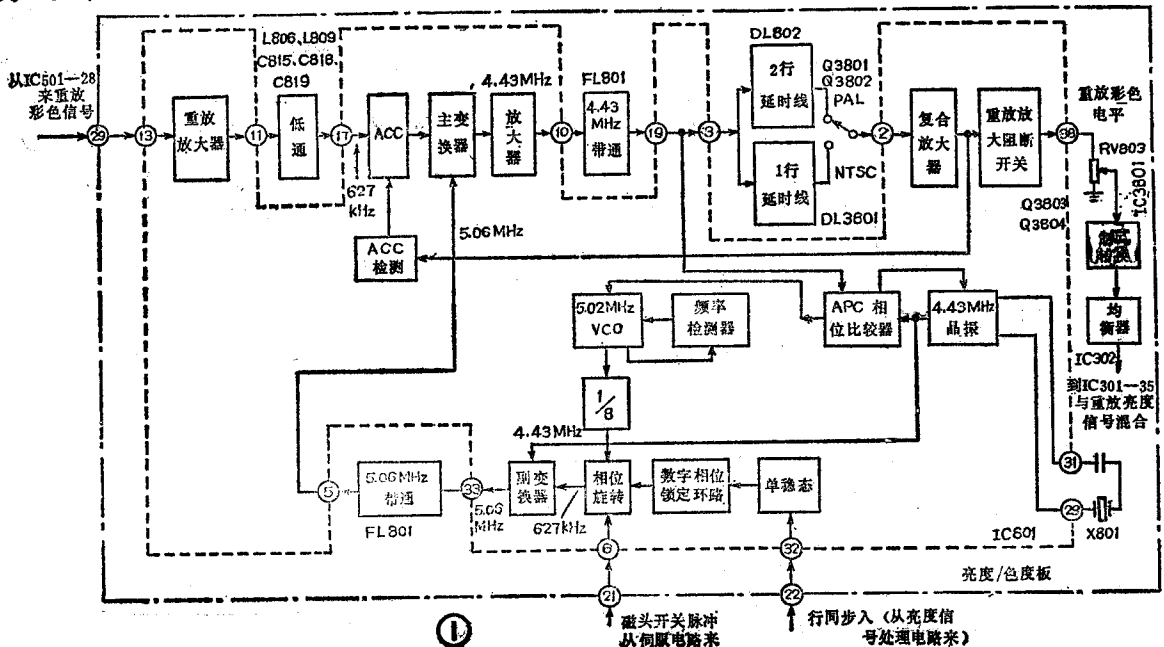 L806、L809
C815、C818、
C819
从IC501—28
来重放
彩色信号
29
13
重放
放大器
11
低
通
17
627
kHz
ACC
主变
换器
4.43MHz
放
大
器
10
FL801
4.43
MHz
带通
19
3
DL802
2行
延时线
Q3801
Q3802
PAL
1行
延时线
NTSC
DL3801
2
复合
放大
器
重放放
大阻断
开关
38
重放彩色
电平
RV803
IC3801
Q3803
Q3804
均
衡器
IC302
到IC301—35
与重放亮度
信号混合
ACC
检测
5.06MHz
5.02MHz
VCO
频率
检测器
APC 相
位比较器
4.43MHz
晶振
1/8
4.43MHz
5
5.06MHz
带通
FL801
33
5.06
MHz
副变
换器
627kHz
相位
旋转
数字相位
锁定环路
单稳态
31
29
X801
6
32
IC801
亮度/色度板
21
22
①
磁头开关脉冲
从伺服电路来
行同步入（从亮度信
号处理电路来）